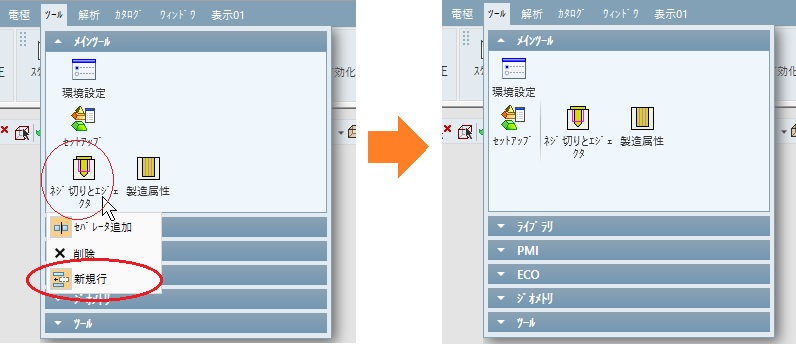 電極 ツール 解析 ｶﾀﾛｸﾞ ｳｨﾝﾄﾞｳ 表示01
ﾒｲﾝﾂｰﾙ
環境設定
ｾｯﾄｱｯﾌﾟ
ﾈｼﾞ切りとｴｼﾞｪｸﾀ
製造属性
ｾﾊﾟﾚｰﾀ追加
削除
新規行
ｼﾞｵﾒﾄﾘ
ﾂｰﾙ
電極 ツール 解析 ｶﾀﾛｸﾞ ｳｨﾝﾄﾞｳ 表示01
ﾒｲﾝﾂｰﾙ
効化
環境設定
ｾｯﾄｱｯﾌﾟ
ﾈｼﾞ切りとｴｼﾞｪ
ｸﾀ
製造属性
ﾗｲﾌﾞﾗﾘ
PMI
ECO
ｼﾞｵﾒﾄﾘ
ﾂｰﾙ